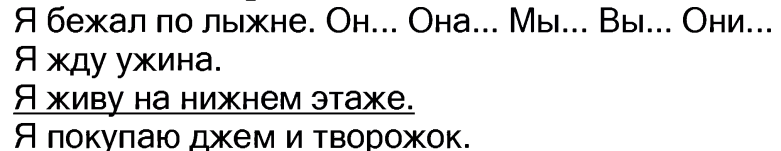 Я бежал по лыжне. Он... Она... Мы... Вы... Они...
Я жду ужина.
Я живу на нижнем этаже.
Я покупаю джем и творожок.